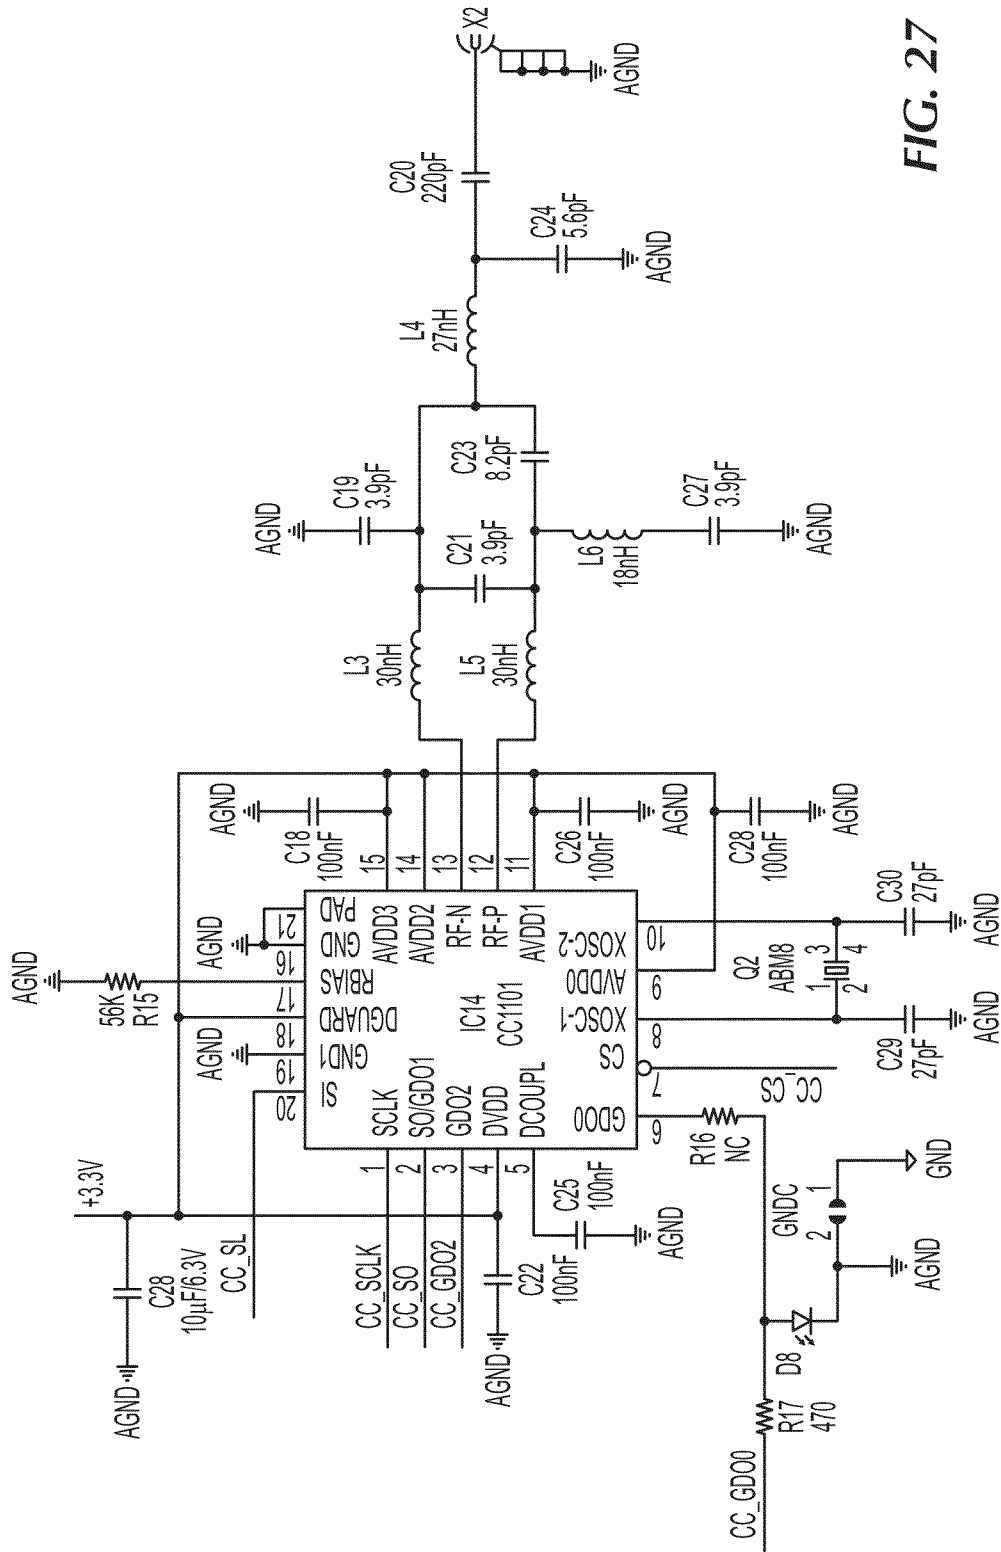 X2
AGND
C20
220pF
C24
5.6pF
AGND
L4
27nH
AGND
C19
3.9pF
C23
8.2pF
C21
3.9pF
C27
3.9pF
AGND
L6
18nH
L3
30nH
L5
30nH
AGND
C18
100nF
C26
100nF
AGND
C28
100nF
AGND
15
14
13
12
11
AVDD3
AVDD2
RF-N
RF-P
AVDD1
AGND
21
PAD
16
GND
AGND
56K
R15
17
RBIAS
18
DGUARD
AGND
19
GND1
20
SI
IC14
CC1101
10
XOSC-2
9
AVDD0
8
XOSC-1
7
CS
6
GDO0
SCLK
SO/GDO1
GDO2
DVDD
DCOUPL
1
2
3
4
5
Q2
ABM8
1
3
2
4
C30
27pF
AGND
C29
27pF
AGND
CC_CS
R16
NC
+3.3V
C28
10µF/6.3V
AGND
CC_SL
CC_SCLK
CC_SO
CC_GDO2
C22
100nF
AGND
C25
100nF
AGND
GNDC
2
1
GND
AGND
D8
R17
470
CC_GDO0
FIG. 27